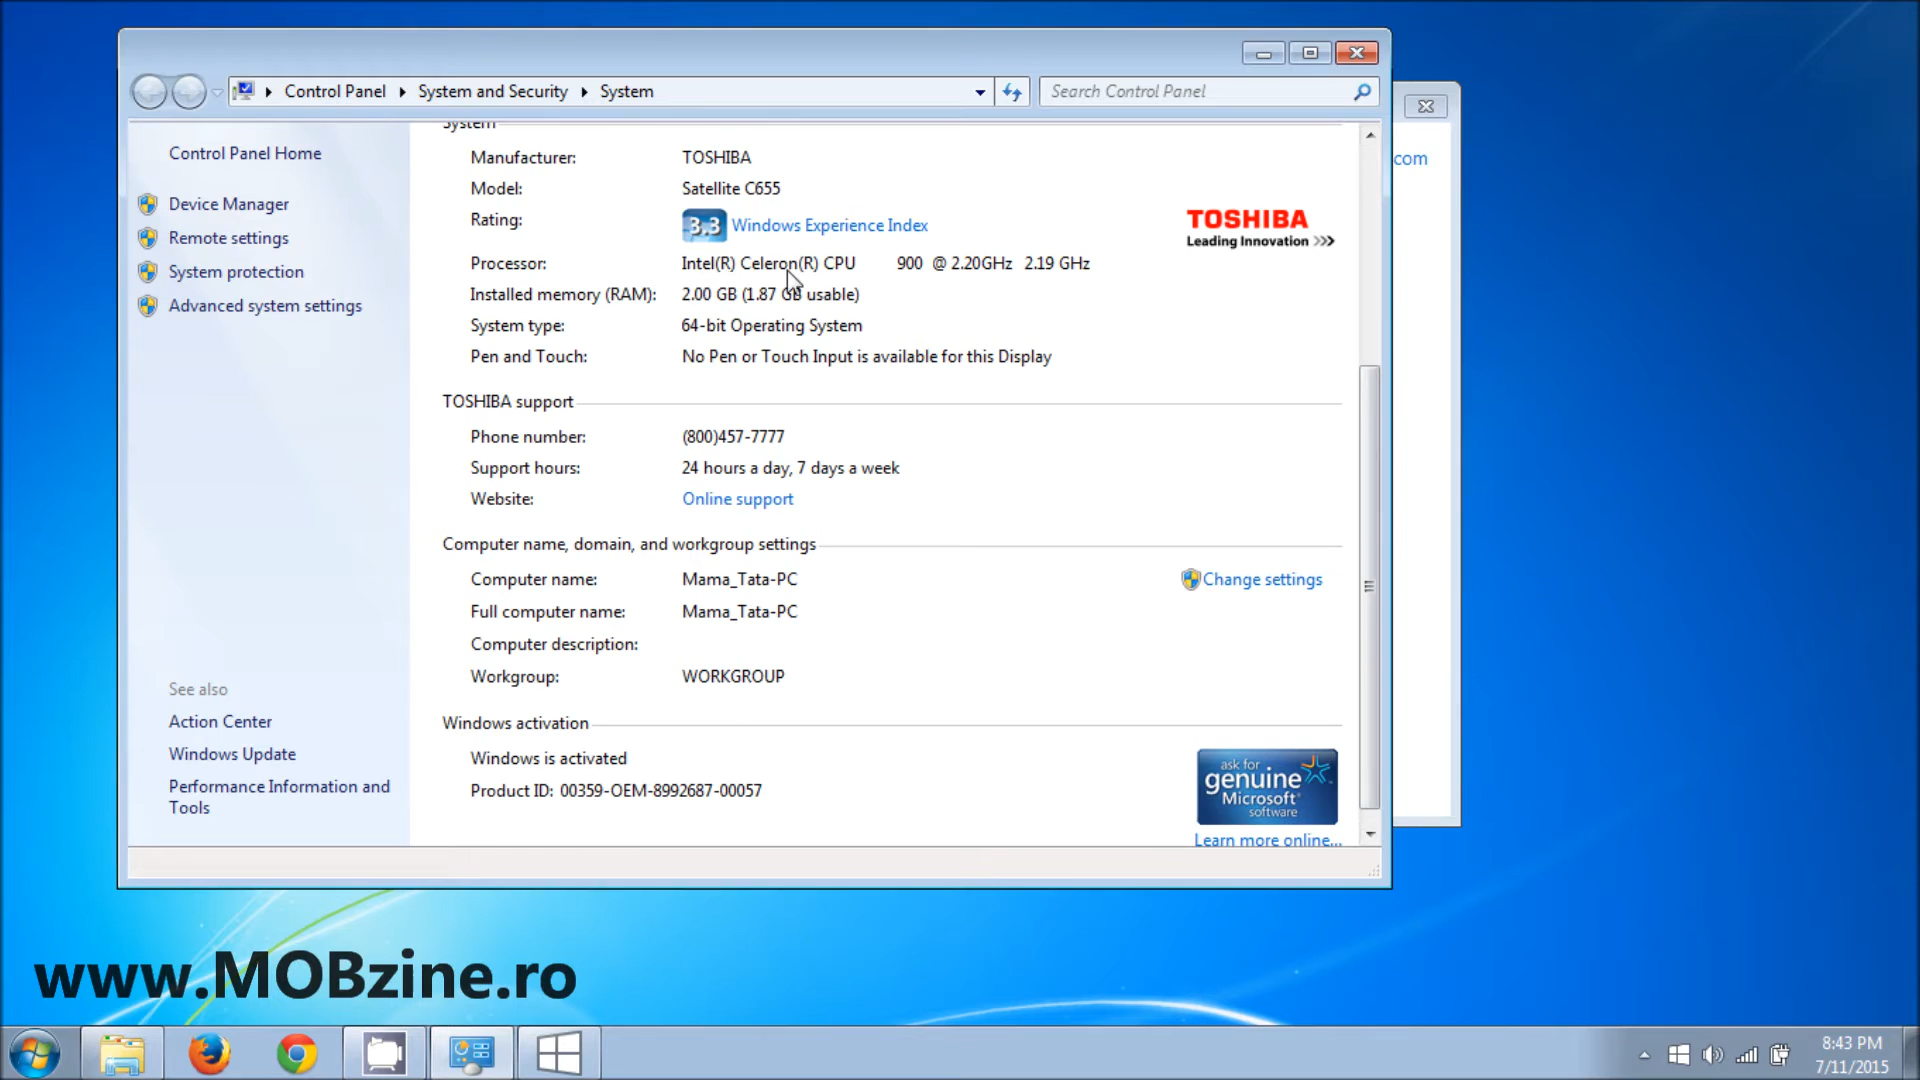 Control Panel ▸ System and Security ▸ System
Search Control Panel
com
Control Panel Home
Device Manager
Remote settings
System protection
Advanced system settings
See also
Action Center
Windows Update
Performance Information and
Tools
System
Manufacturer: TOSHIBA
Model: Satellite C655
Rating: 3.3 Windows Experience Index
Processor: Intel(R) Celeron(R) CPU 900 @ 2.20GHz 2.19 GHz
Installed memory (RAM): 2.00 GB (1.87 GB usable)
System type: 64-bit Operating System
Pen and Touch: No Pen or Touch Input is available for this Display
TOSHIBA
Leading Innovation >>>
TOSHIBA support
Phone number: (800)457-7777
Support hours: 24 hours a day, 7 days a week
Website: Online support
Computer name, domain, and workgroup settings
Computer name: Mama_Tata-PC
Change settings
Full computer name: Mama_Tata-PC
Computer description:
Workgroup: WORKGROUP
Windows activation
Windows is activated
Product ID: 00359-OEM-8992687-00057
ask for
genuine
Microsoft
software
Learn more online...
www.MOBzine.ro
8:43 PM
7/11/2015